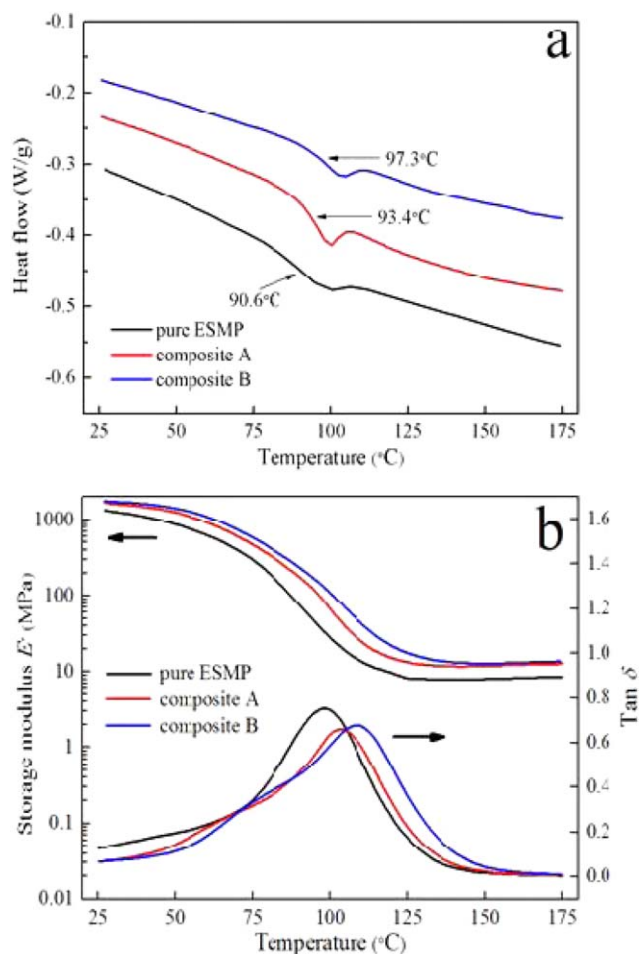 a
-0.1
-0.2
-0.3
-0.4
-0.5
-0.6
Heat flow (W/g)
97.3°C
93.4°C
90.6°C
pure ESMP
composite A
composite B
25 50 75 100 125 150 175
Temperature (°C)
b
1000
100
10
1
0.1
0.01
Storage modulus E' (MPa)
pure ESMP
composite A
composite B
1.6
1.4
1.2
1.0
0.8
0.6
0.4
0.2
0.0
Tan δ
25 50 75 100 125 150 175
Temperature (°C)